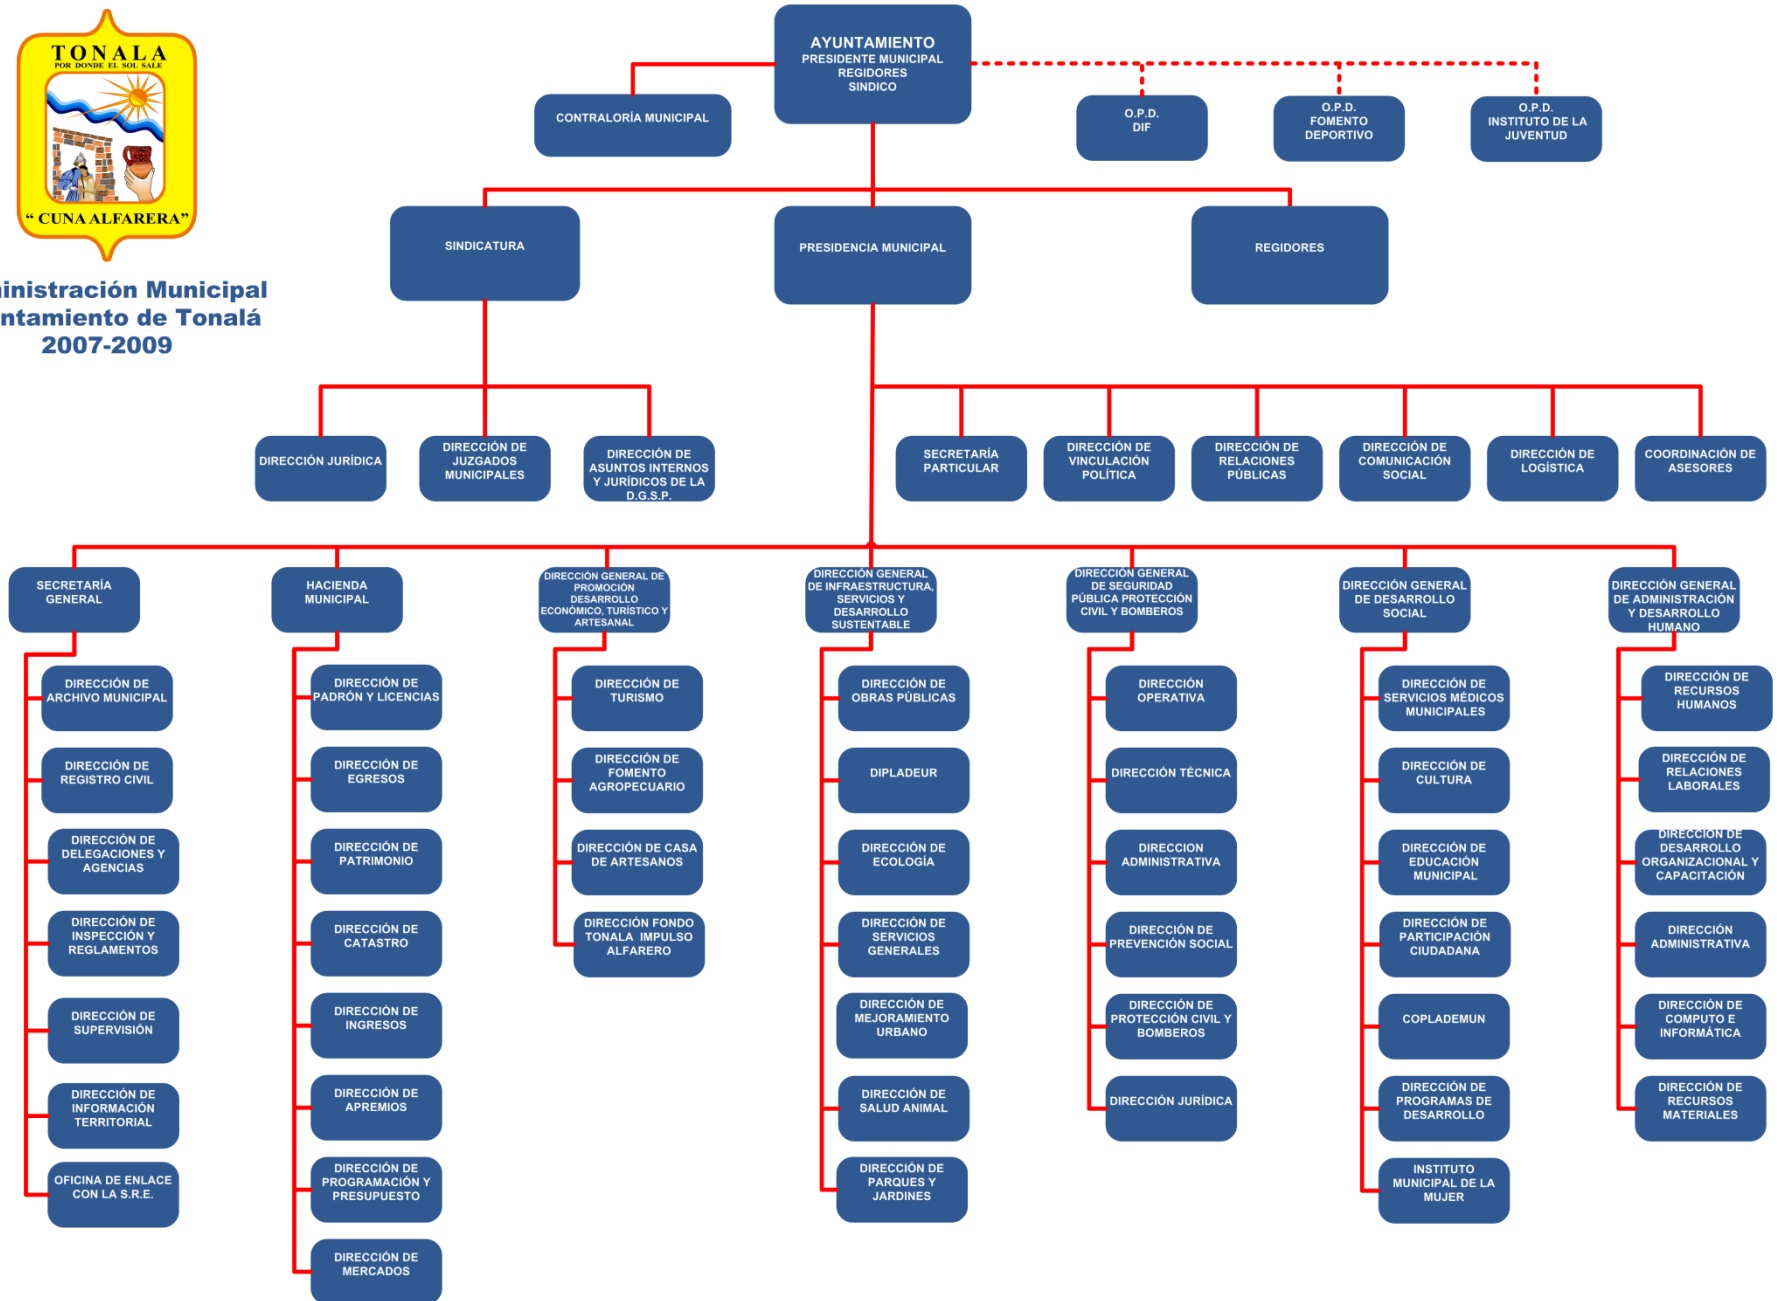 TONALA
POR DONDE EL SOL SALE
“ CUNA ALFARERA”
inistración Municipal
ntamiento de Tonalá
2007-2009
AYUNTAMIENTO
PRESIDENTE MUNICIPAL
REGIDORES
SINDICO
CONTRALORÍA MUNICIPAL
O.P.D.
DIF
O.P.D.
FOMENTO
DEPORTIVO
O.P.D.
INSTITUTO DE LA
JUVENTUD
SINDICATURA
PRESIDENCIA MUNICIPAL
REGIDORES
DIRECCIÓN JURÍDICA
DIRECCIÓN DE
JUZGADOS
MUNICIPALES
DIRECCIÓN DE
ASUNTOS INTERNOS
Y JURÍDICOS DE LA
D.G.S.P.
SECRETARÍA
PARTICULAR
DIRECCIÓN DE
VINCULACIÓN
POLÍTICA
DIRECCIÓN DE
RELACIONES
PÚBLICAS
DIRECCIÓN DE
COMUNICACIÓN
SOCIAL
DIRECCIÓN DE
LOGÍSTICA
COORDINACIÓN DE
ASESORES
SECRETARÍA
GENERAL
DIRECCIÓN DE
ARCHIVO MUNICIPAL
DIRECCIÓN DE
REGISTRO CIVIL
DIRECCIÓN DE
DELEGACIONES Y
AGENCIAS
DIRECCIÓN DE
INSPECCIÓN Y
REGLAMENTOS
DIRECCIÓN DE
SUPERVISIÓN
DIRECCIÓN DE
INFORMACIÓN
TERRITORIAL
OFICINA DE ENLACE
CON LA S.R.E.
HACIENDA
MUNICIPAL
DIRECCIÓN DE
PADRÓN Y LICENCIAS
DIRECCIÓN DE
EGRESOS
DIRECCIÓN DE
PATRIMONIO
DIRECCIÓN DE
CATASTRO
DIRECCIÓN DE
INGRESOS
DIRECCIÓN DE
APREMIOS
DIRECCIÓN DE
PROGRAMACIÓN Y
PRESUPUESTO
DIRECCIÓN DE
MERCADOS
DIRECCIÓN GENERAL DE
PROMOCIÓN
DESARROLLO
ECONÓMICO, TURÍSTICO Y
ARTESANAL
DIRECCIÓN DE
TURISMO
DIRECCIÓN DE
FOMENTO
AGROPECUARIO
DIRECCIÓN DE CASA
DE ARTESANOS
DIRECCIÓN FONDO
TONALA IMPULSO
ALFARERO
DIRECCIÓN GENERAL
DE INFRAESTRUCTURA,
SERVICIOS Y
DESARROLLO
SUSTENTABLE
DIRECCIÓN DE
OBRAS PÚBLICAS
DIPLADEUR
DIRECCIÓN DE
ECOLOGÍA
DIRECCIÓN DE
SERVICIOS
GENERALES
DIRECCIÓN DE
MEJORAMIENTO
URBANO
DIRECCIÓN DE
SALUD ANIMAL
DIRECCIÓN DE
PARQUES Y
JARDINES
DIRECCIÓN GENERAL
DE SEGURIDAD
PÚBLICA PROTECCIÓN
CIVIL Y BOMBEROS
DIRECCIÓN
OPERATIVA
DIRECCIÓN TÉCNICA
DIRECCION
ADMINISTRATIVA
DIRECCIÓN DE
PREVENCIÓN SOCIAL
DIRECCIÓN DE
PROTECCIÓN CIVIL Y
BOMBEROS
DIRECCIÓN JURÍDICA
DIRECCIÓN GENERAL
DE DESARROLLO
SOCIAL
DIRECCIÓN DE
SERVICIOS MÉDICOS
MUNICIPALES
DIRECCIÓN DE
CULTURA
DIRECCIÓN DE
EDUCACIÓN
MUNICIPAL
DIRECCIÓN DE
PARTICIPACIÓN
CIUDADANA
COPLADEMUN
DIRECCIÓN DE
PROGRAMAS DE
DESARROLLO
INSTITUTO
MUNICIPAL DE LA
MUJER
DIRECCIÓN GENERAL
DE ADMINISTRACIÓN
Y DESARROLLO
HUMANO
DIRECCIÓN DE
RECURSOS
HUMANOS
DIRECCIÓN DE
RELACIONES
LABORALES
DIRECCIÓN DE
DESARROLLO
ORGANIZACIONAL Y
CAPACITACIÓN
DIRECCIÓN
ADMINISTRATIVA
DIRECCIÓN DE
COMPUTO E
INFORMÁTICA
DIRECCIÓN DE
RECURSOS
MATERIALES